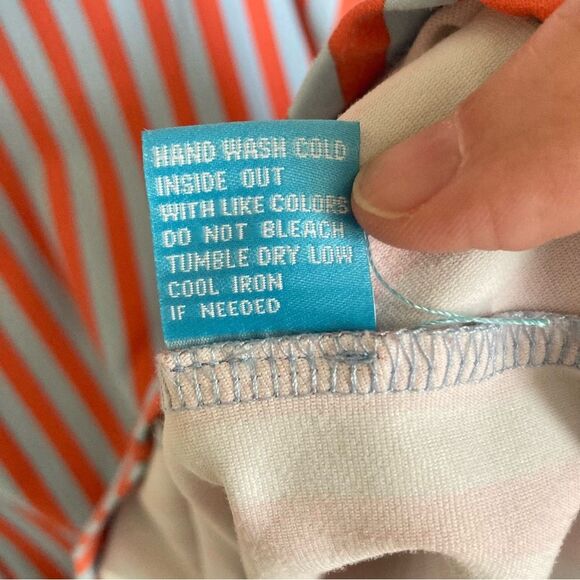 HAND WASH COLD
INSIDE OUT
WITH LIKE COLORS
DO NOT BLEACH
TUMBLE DRY LOW
COOL IRON
IF NEEDED